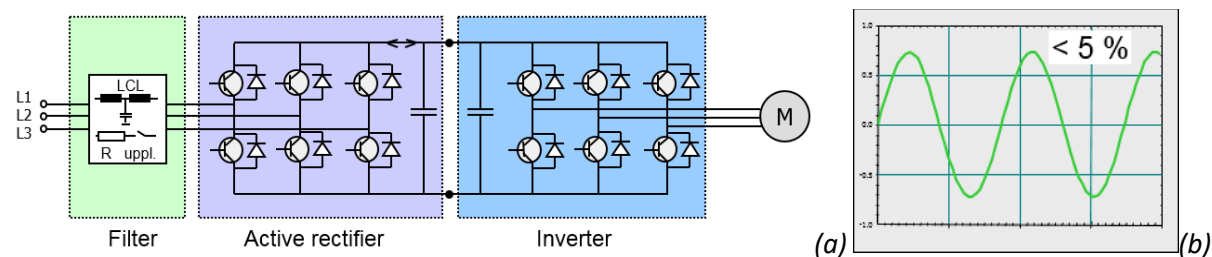 LCL
L1
L2
L3
R uppl.
M
Filter
Active rectifier
Inverter
(a)
1.0
0.5
0.0
-0.5
-1.0
< 5 %
(b)